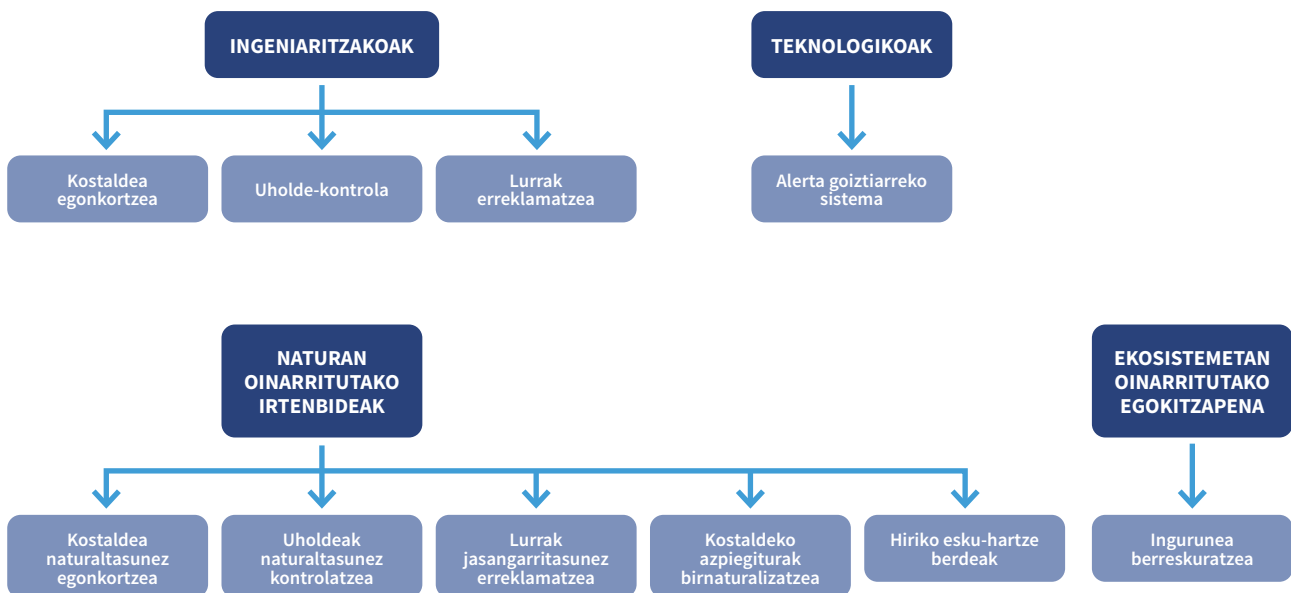 INGENIARITZAKOAK
TEKNOLOGIKOAK
Kostaldea
egonkortzea
Uholde-kontrola
Lurrak
erreklamatzea
Alerta goiztiarreko
sistema
NATURAN
OINARRITUTAKO
IRTENBIDEAK
EKOSISTEMETAN
OINARRITUTAKO
EGOKITZAPENA
Kostaldea
naturaltasunez
egonkortzea
Uholdeak
naturaltasunez
kontrolatzea
Lurrak
jasangarritasunez
erreklamatzea
Kostaldeko
azpiegiturak
birnaturalizatzea
Hiriko esku-hartze
berdeak
Ingurunea
berreskuratzea